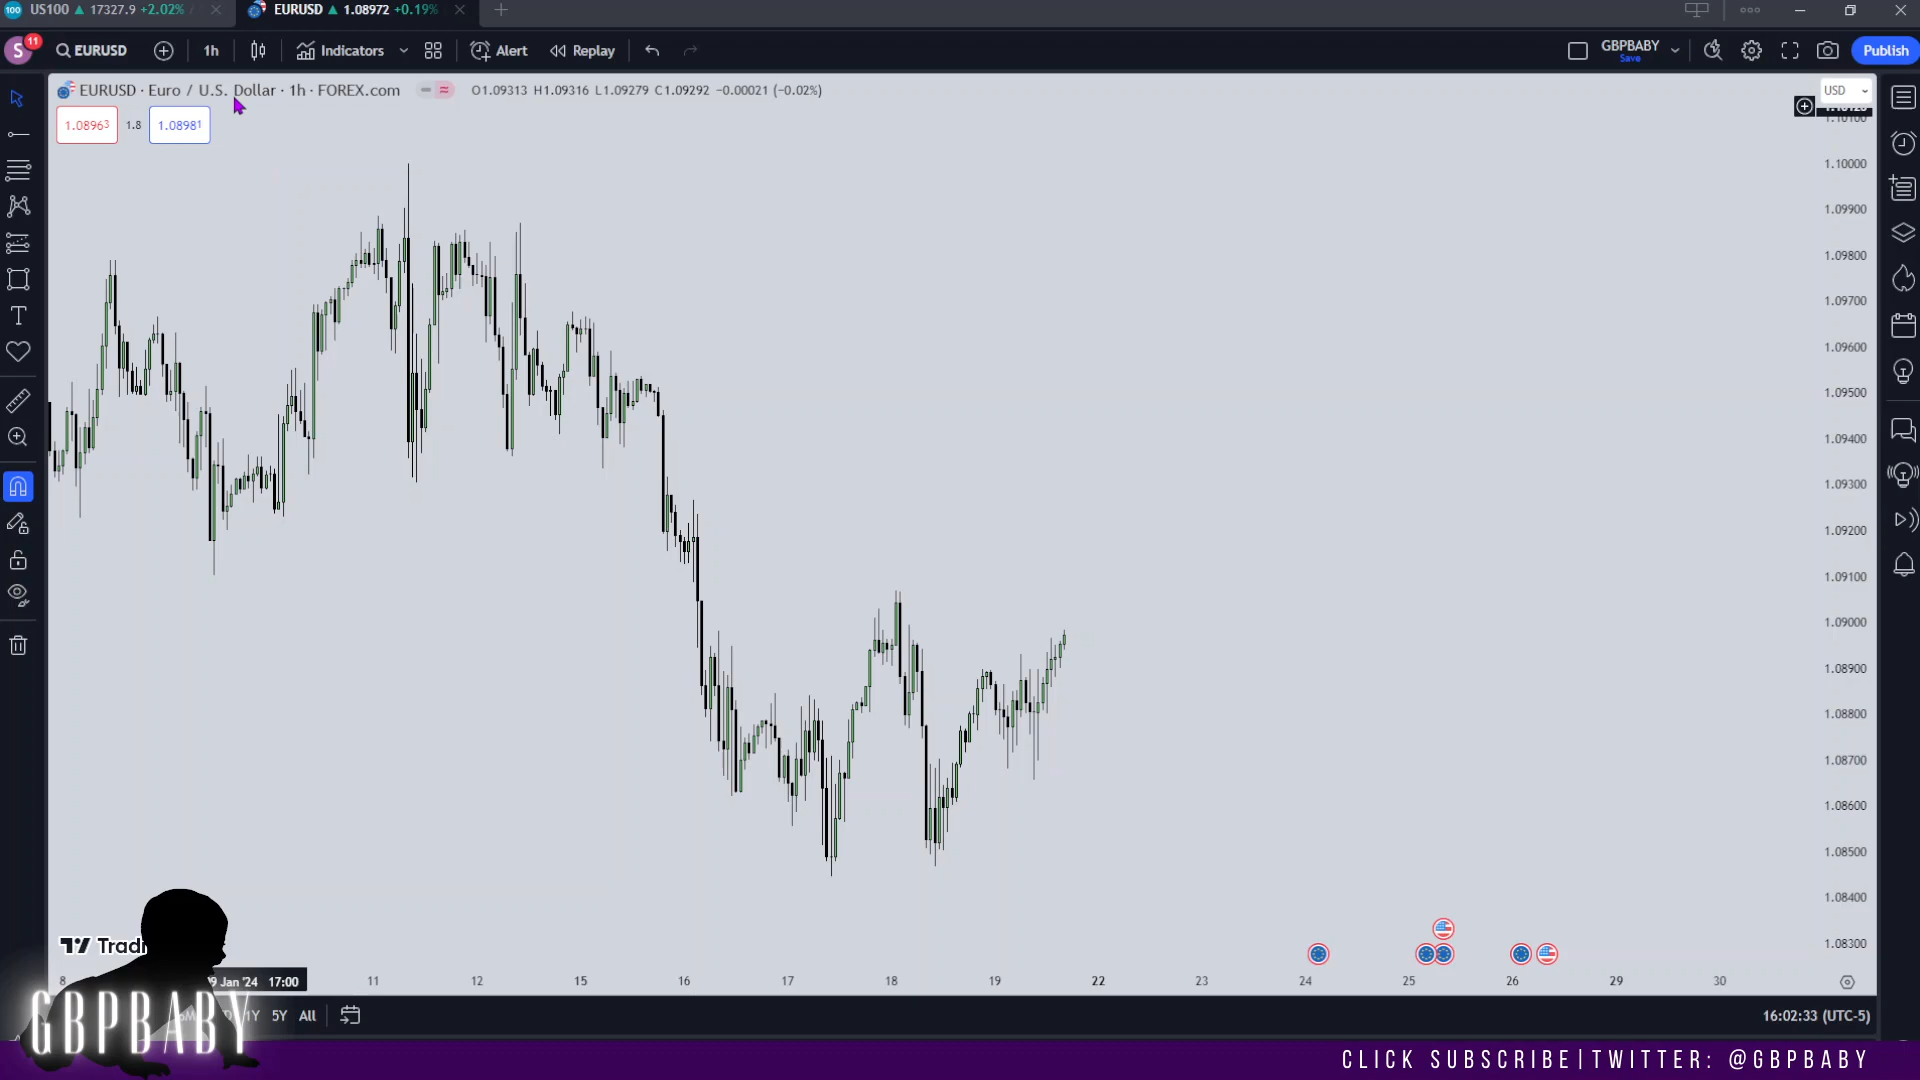 US100 ▲ 17327.9 +2.02% /
EURUSD ▲ 1.08972 +0.19%
S 11 EURUSD 1h Indicators Alert Replay GBPBABY Save Publish
EURUSD · Euro / U.S. Dollar · 1h · FOREX.com O1.09313 H1.09316 L1.09279 C1.09292 −0.00021 (−0.02%) USD
1.08963 1.8 1.08981
1.10100
1.10000
1.09900
1.09800
1.09700
1.09600
1.09500
1.09400
1.09300
1.09200
1.09100
1.09000
1.08900
1.08800
1.08700
1.08600
1.08500
1.08400
1.08300
8 Jan '24 17:00 11 12 15 16 17 18 19 22 23 24 25 26 29 30
1Y 5Y All 16:02:33 (UTC-5)
GBPBABY
CLICK SUBSCRIBE|TWITTER: @GBPBABY